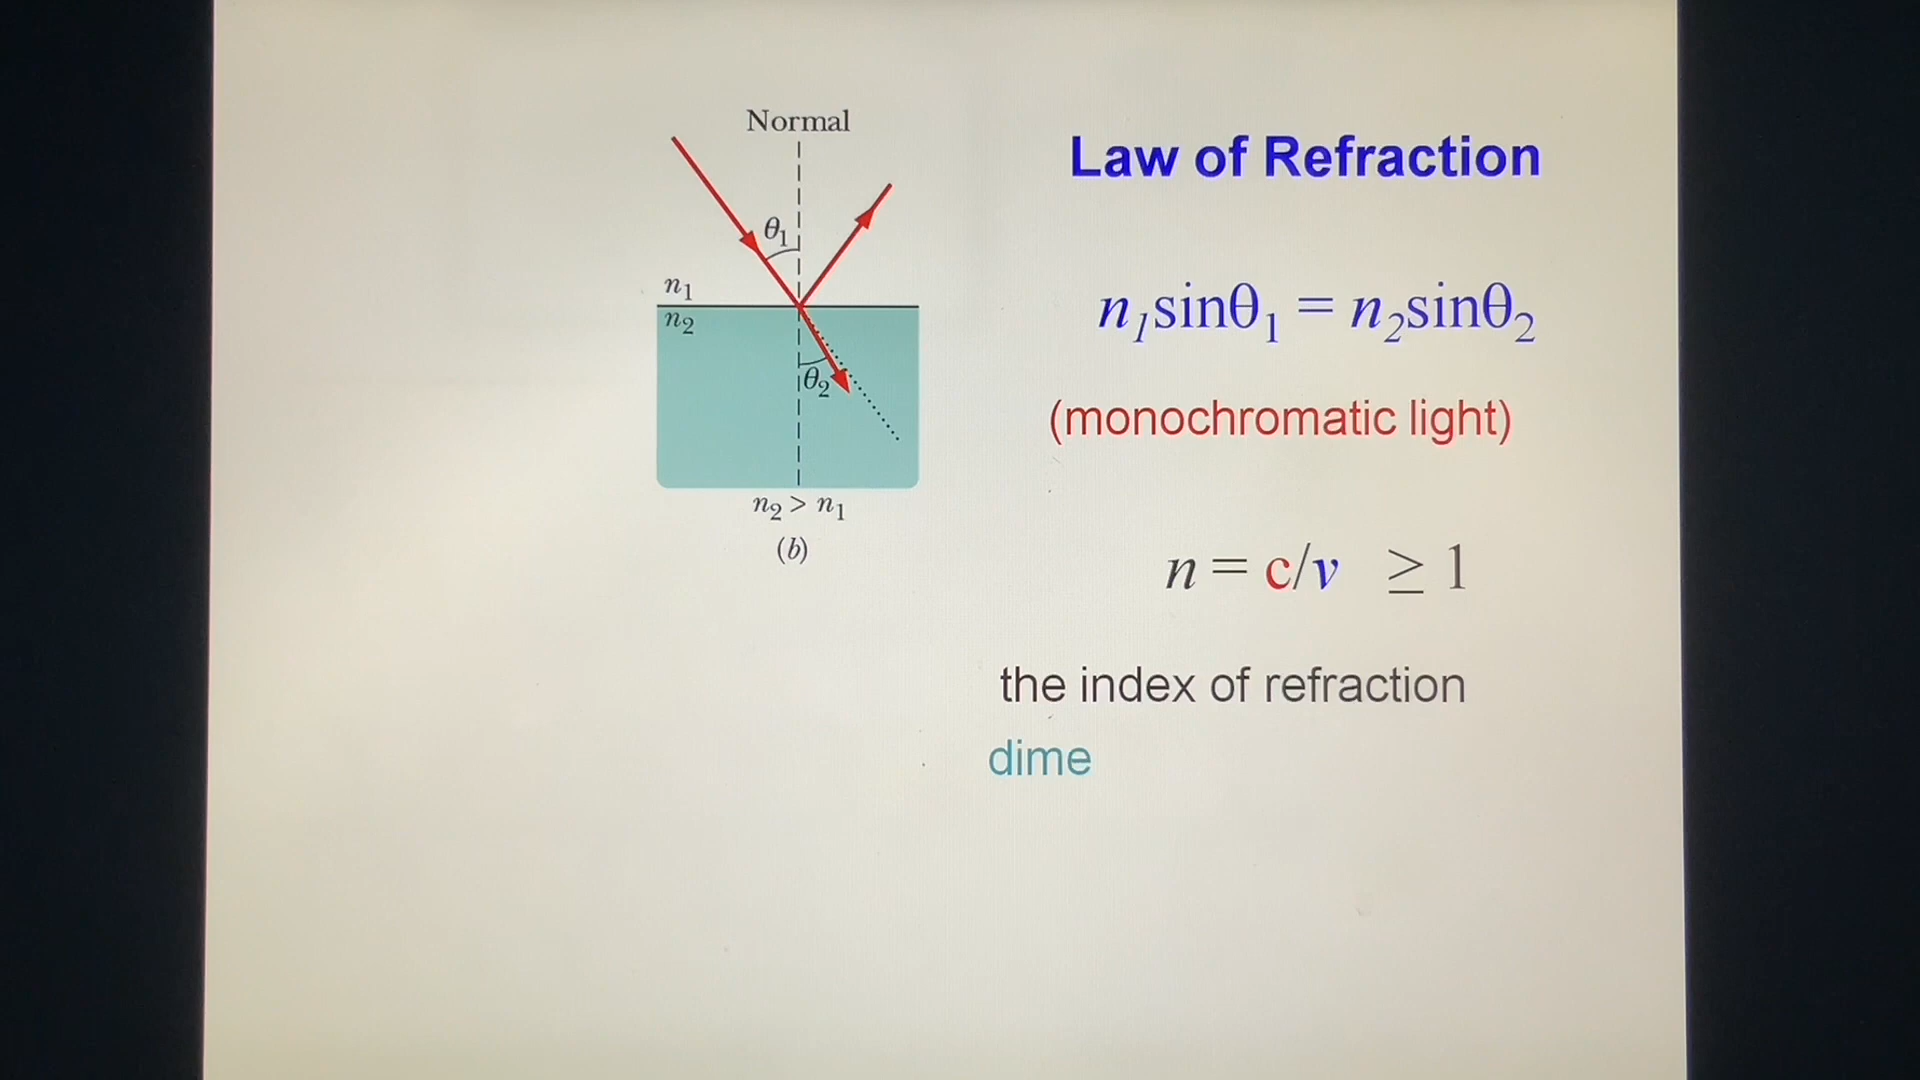 Normal
θ₁
n₁
n₂
θ₂
n₂ > n₁
(b)
Law of Refraction
n₁sinθ₁ = n₂sinθ₂
(monochromatic light)
n = c/v ≥ 1
the index of refraction
dime